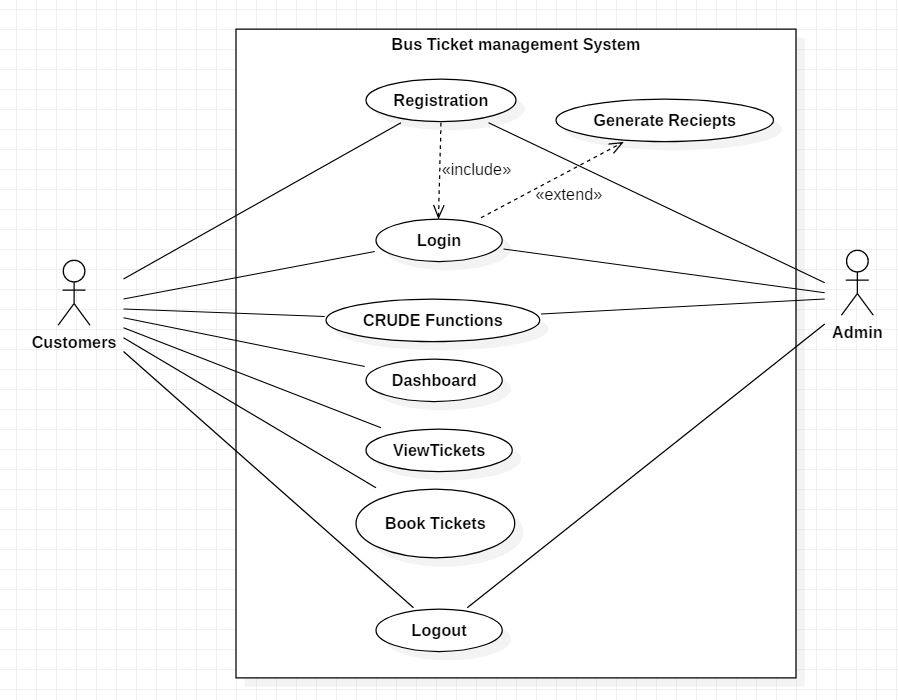 Bus Ticket management System
Registration
Generate Reciepts
«include»
«extend»
Login
CRUDE Functions
Customers
Admin
Dashboard
ViewTickets
Book Tickets
Logout